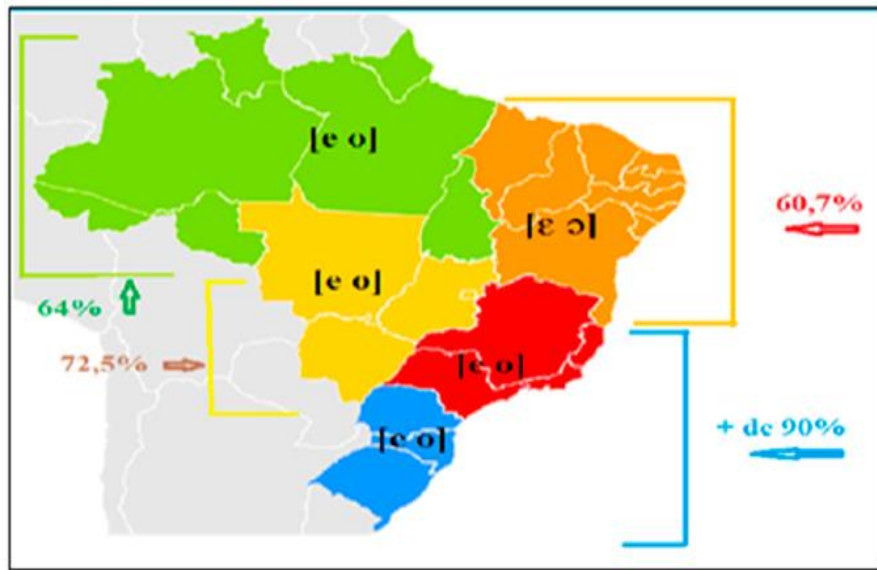 [e o]
60,7%
[ɛ ɔ]
[e o]
64%
72,5%
[e o]
+ de 90%
[e o]